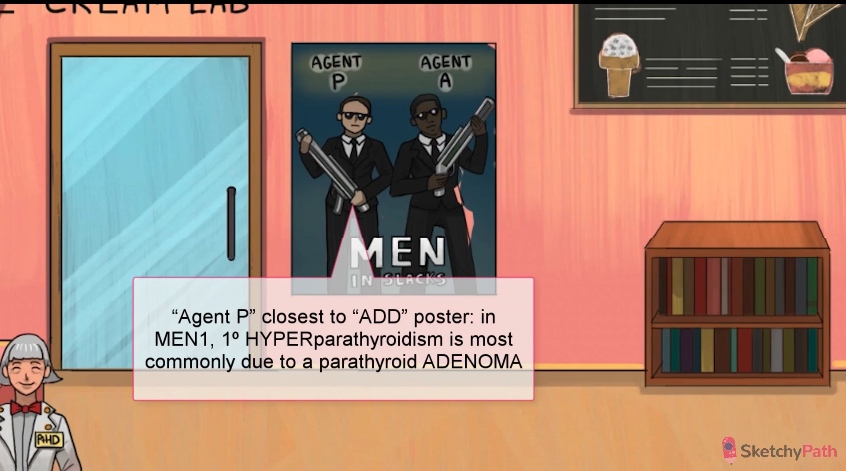 CREAM LAB
AGENT P
AGENT A
MEN
IN SLACKS
“Agent P” closest to “ADD” poster: in
MEN1, 1º HYPERparathyroidism is most
commonly due to a parathyroid ADENOMA
PHD
SketchyPath